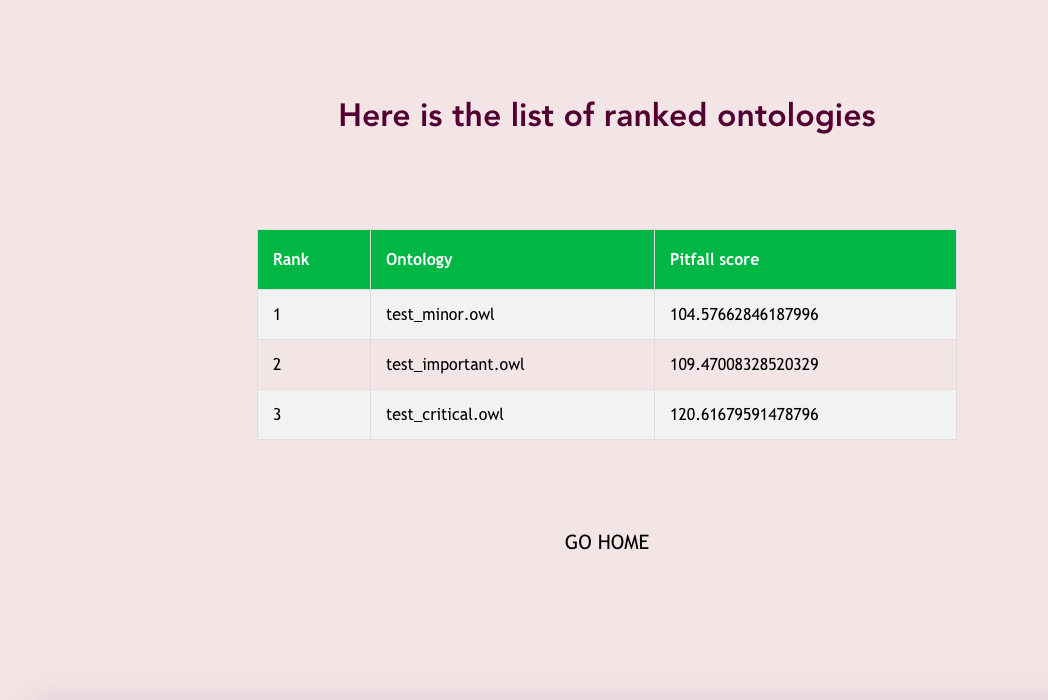 Here is the list of ranked ontologies
Rank Ontology Pitfall score
1 test_minor.owl 104.57662846187996
2 test_important.owl 109.47008328520329
3 test_critical.owl 120.61679591478796
GO HOME